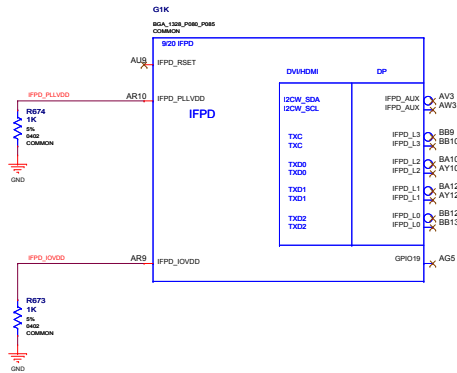 G1K
BGA_1328_P080_P085
COMMON
9/20 IFPD
AU9 IFPD_RSET
DVI/HDMI DP
IFPD_PLLVDD AR10 IFPD_PLLVDD
IFPD
I2CW_SDA IFPD_AUX AV3
I2CW_SCL IFPD_AUX AW3
R674
1K
5%
0402
COMMON
GND
TXC IFPD_L3 BB9
TXC IFPD_L3 BB10
TXD0 IFPD_L2 BA10
TXD0 IFPD_L2 AY10
TXD1 IFPD_L1 BA12
TXD1 IFPD_L1 AY12
TXD2 IFPD_L0 BB12
TXD2 IFPD_L0 BB13
IFPD_IOVDD AR9 IFPD_IOVDD
GPIO19 AG5
R673
1K
5%
0402
COMMON
GND